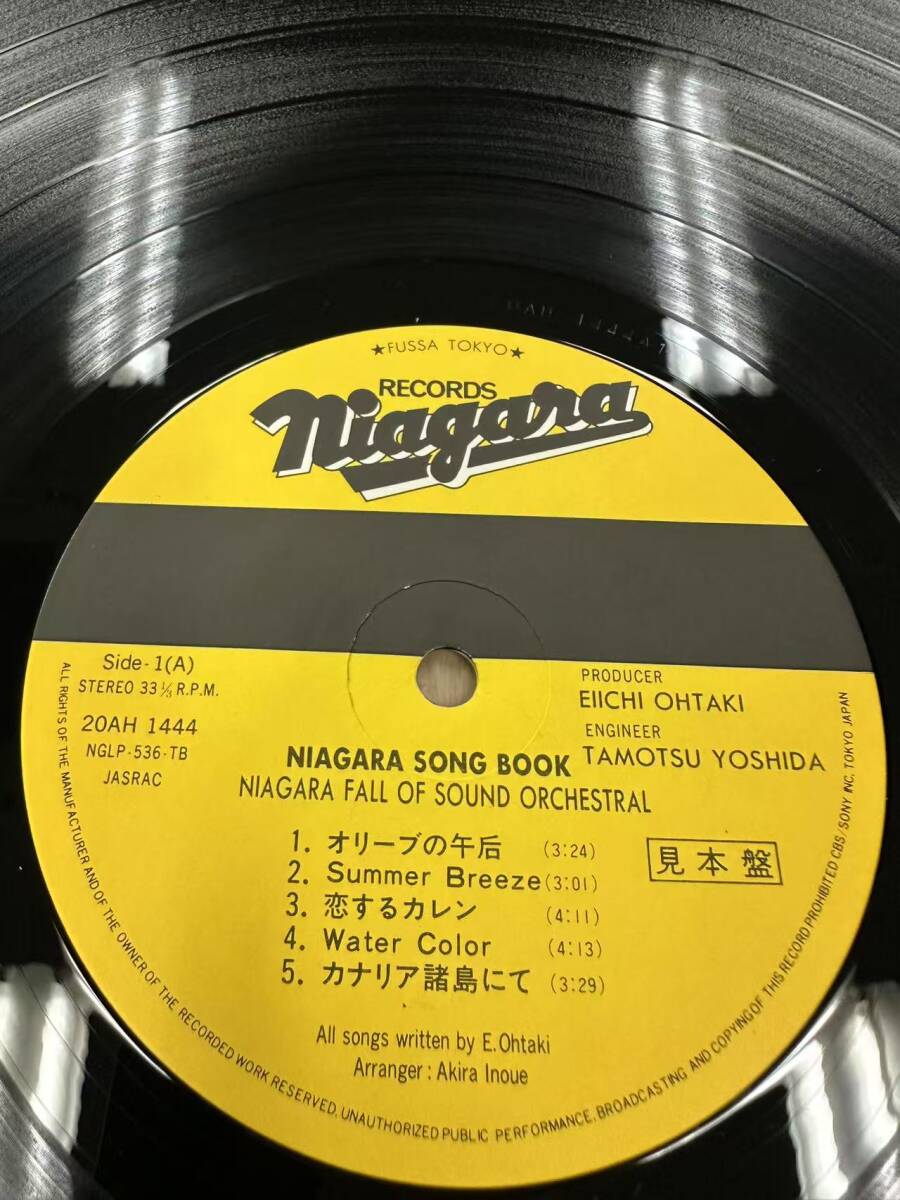 ★FUSSA TOKYO★
RECORDS
Niagara
Side-1(A)
STEREO 33⅓ R.P.M.
20AH 1444
NGLP-536-TB
JASRAC
PRODUCER
EIICHI OHTAKI
ENGINEER
TAMOTSU YOSHIDA
NIAGARA SONG BOOK
NIAGARA FALL OF SOUND ORCHESTRAL
1. オリーブの午后 (3:24)
2. Summer Breeze (3:01)
3. 恋するカレン (4:11)
4. Water Color (4:13)
5. カナリア諸島にて (3:29)
見本盤
All songs written by E.Ohtaki
Arranger : Akira Inoue
ALL RIGHTS OF THE MANUFACTURER AND OF THE OWNER OF THE RECORDED WORK RESERVED. UNAUTHORIZED PUBLIC PERFORMANCE, BROADCASTING AND COPYING OF THIS RECORD PROHIBITED CBS/SONY INC. TOKYO JAPAN